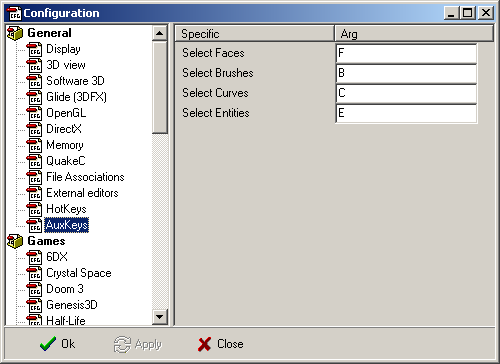 Configuration
General
Display
3D view
Software 3D
Glide (3DFX)
OpenGL
DirectX
Memory
QuakeC
File Associations
External editors
HotKeys
AuxKeys
Games
6DX
Crystal Space
Doom 3
Genesis3D
Half-Life
Specific Arg
Select Faces F
Select Brushes B
Select Curves C
Select Entities E
Ok Apply Close